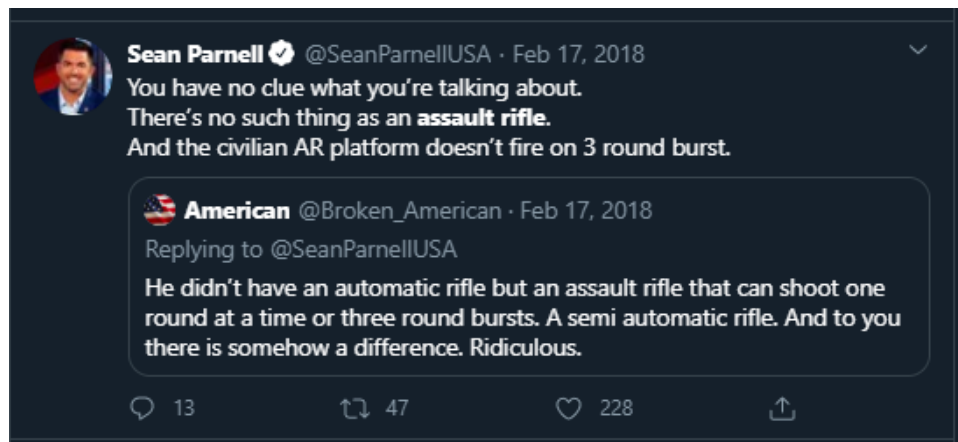 Sean Parnell @SeanParnellUSA · Feb 17, 2018
You have no clue what you're talking about.
There's no such thing as an assault rifle.
And the civilian AR platform doesn't fire on 3 round burst.
American @Broken_American · Feb 17, 2018
Replying to @SeanParnellUSA
He didn't have an automatic rifle but an assault rifle that can shoot one
round at a time or three round bursts. A semi automatic rifle. And to you
there is somehow a difference. Ridiculous.
13 47 228